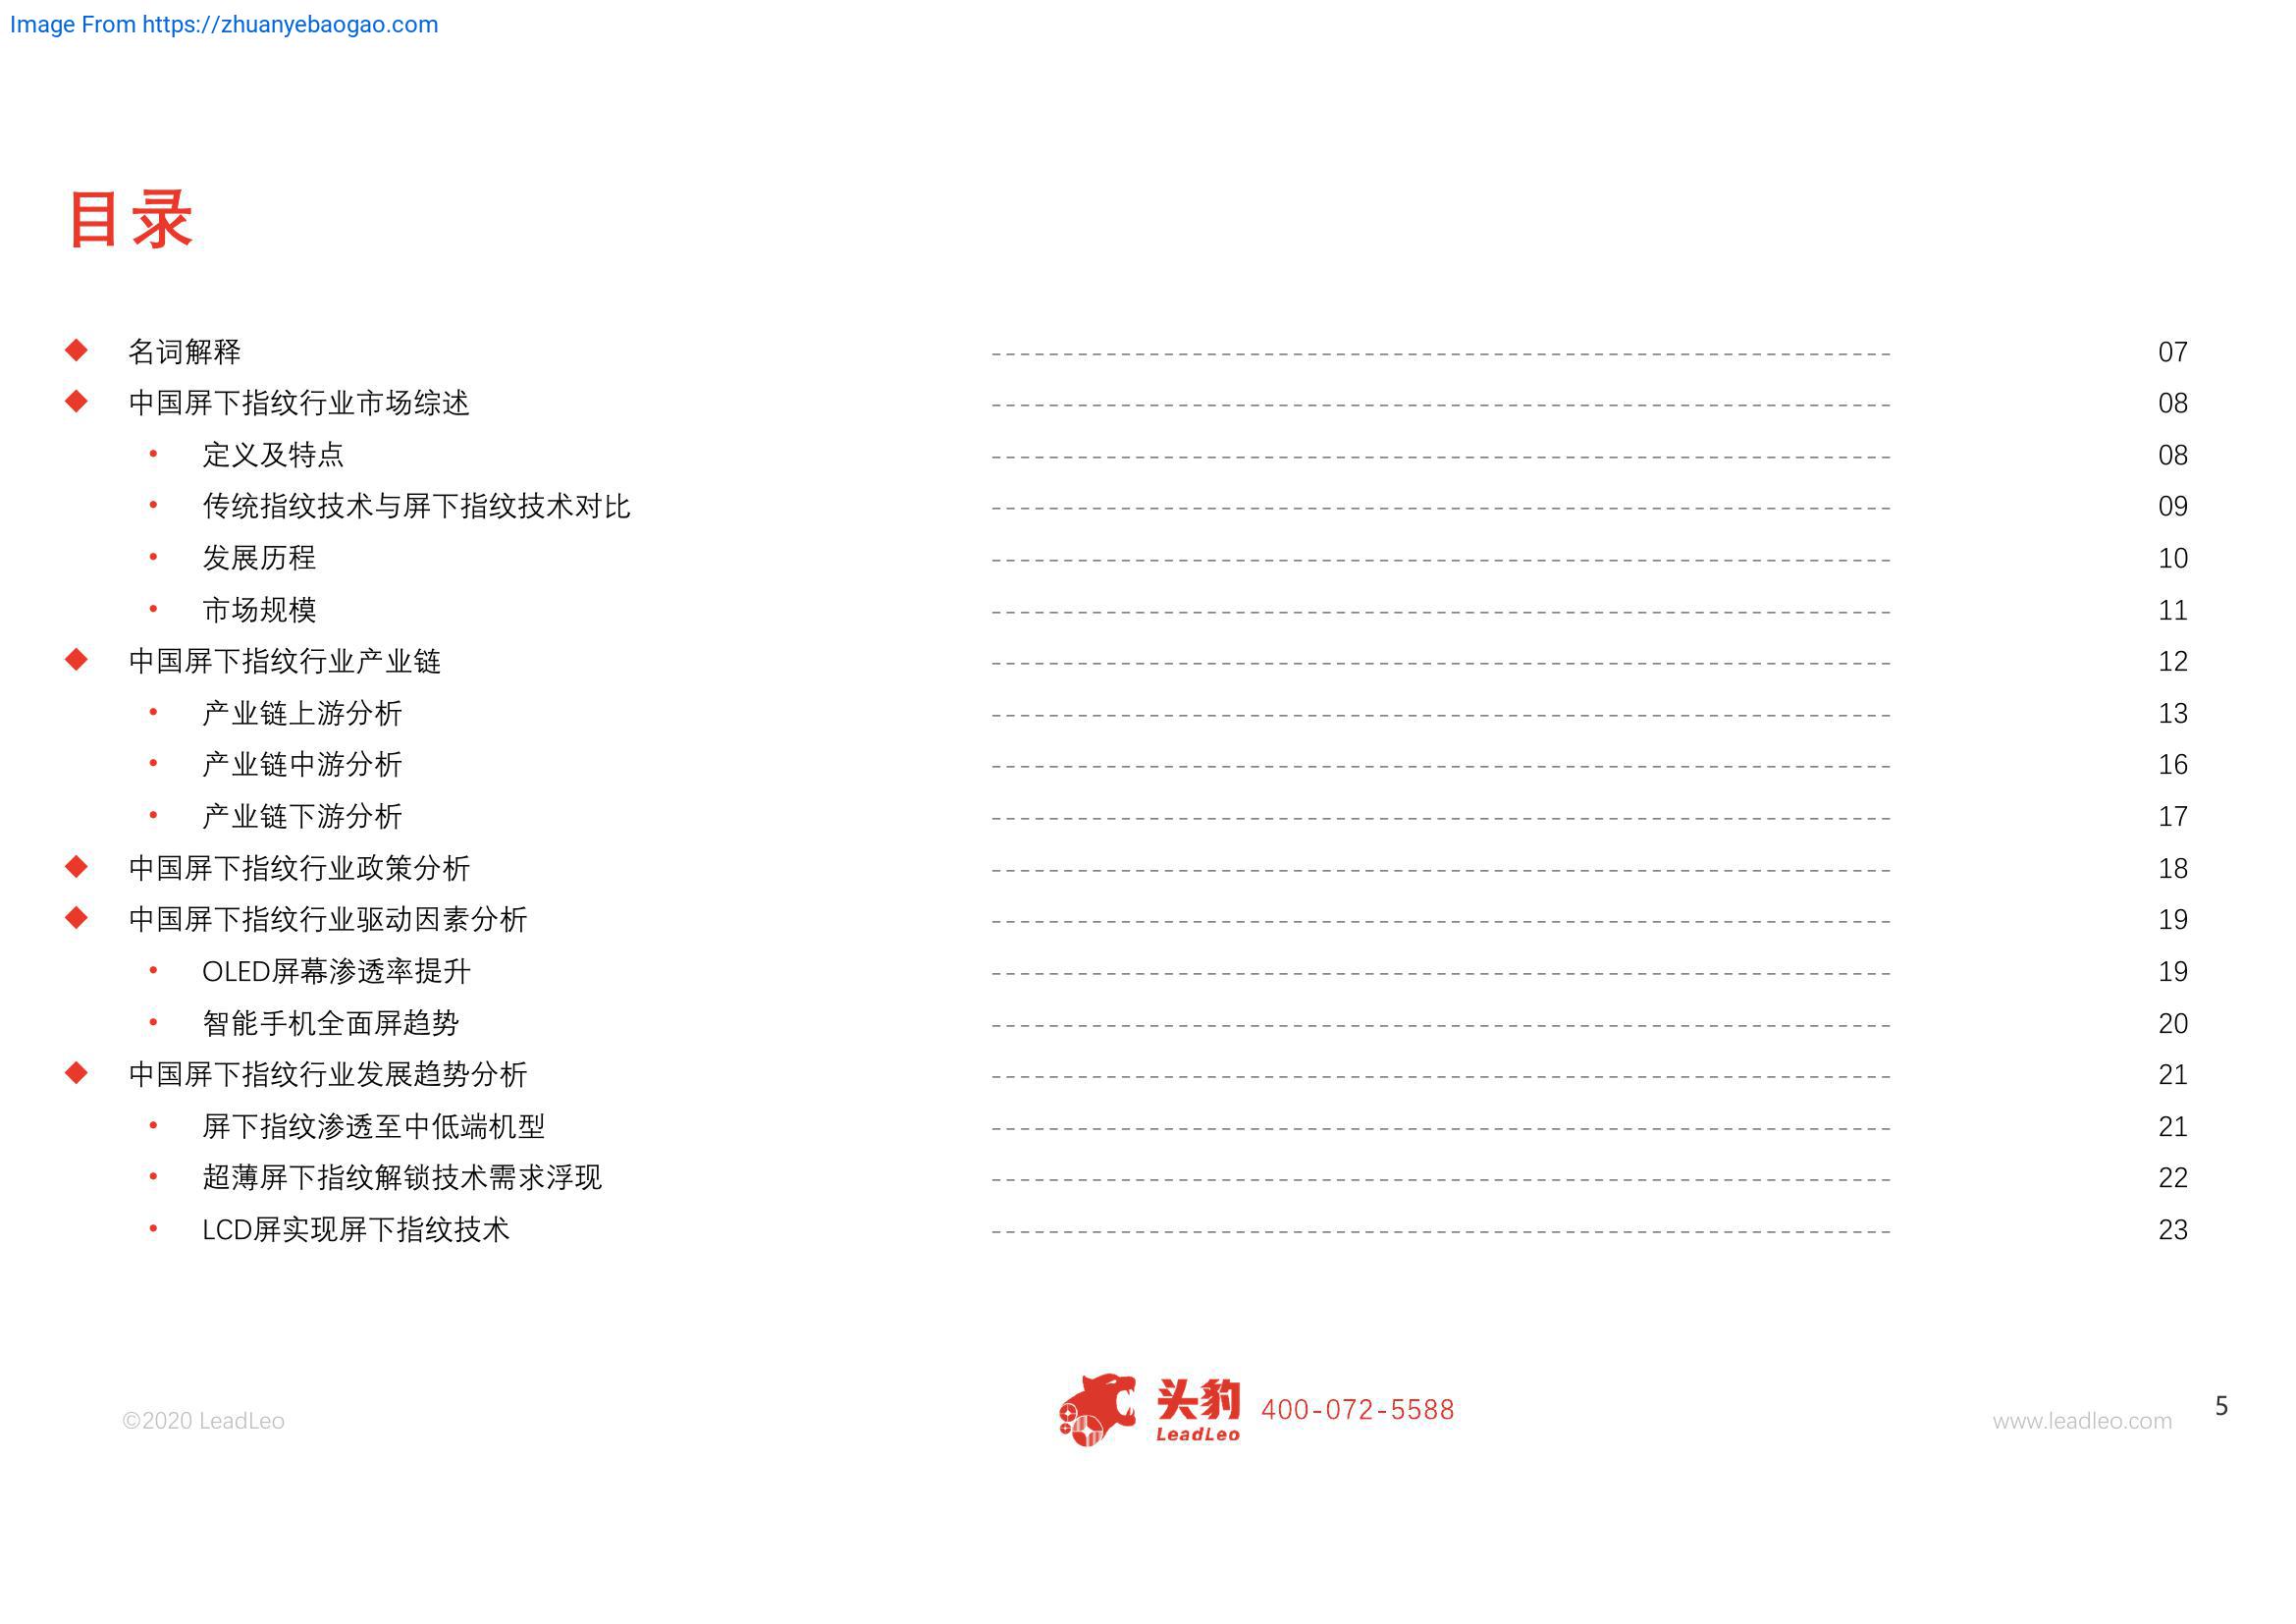 Image From https://zhuanyebaogao.com
目录
◆ 名词解释 ---------- 07
◆ 中国屏下指纹行业市场综述 ---------- 08
• 定义及特点 ---------- 08
• 传统指纹技术与屏下指纹技术对比 ---------- 09
• 发展历程 ---------- 10
• 市场规模 ---------- 11
◆ 中国屏下指纹行业产业链 ---------- 12
• 产业链上游分析 ---------- 13
• 产业链中游分析 ---------- 16
• 产业链下游分析 ---------- 17
◆ 中国屏下指纹行业政策分析 ---------- 18
◆ 中国屏下指纹行业驱动因素分析 ---------- 19
• OLED屏幕渗透率提升 ---------- 19
• 智能手机全面屏趋势 ---------- 20
◆ 中国屏下指纹行业发展趋势分析 ---------- 21
• 屏下指纹渗透至中低端机型 ---------- 21
• 超薄屏下指纹解锁技术需求浮现 ---------- 22
• LCD屏实现屏下指纹技术 ---------- 23
©2020 LeadLeo
头豹
LeadLeo
400-072-5588
www.leadleo.com
5